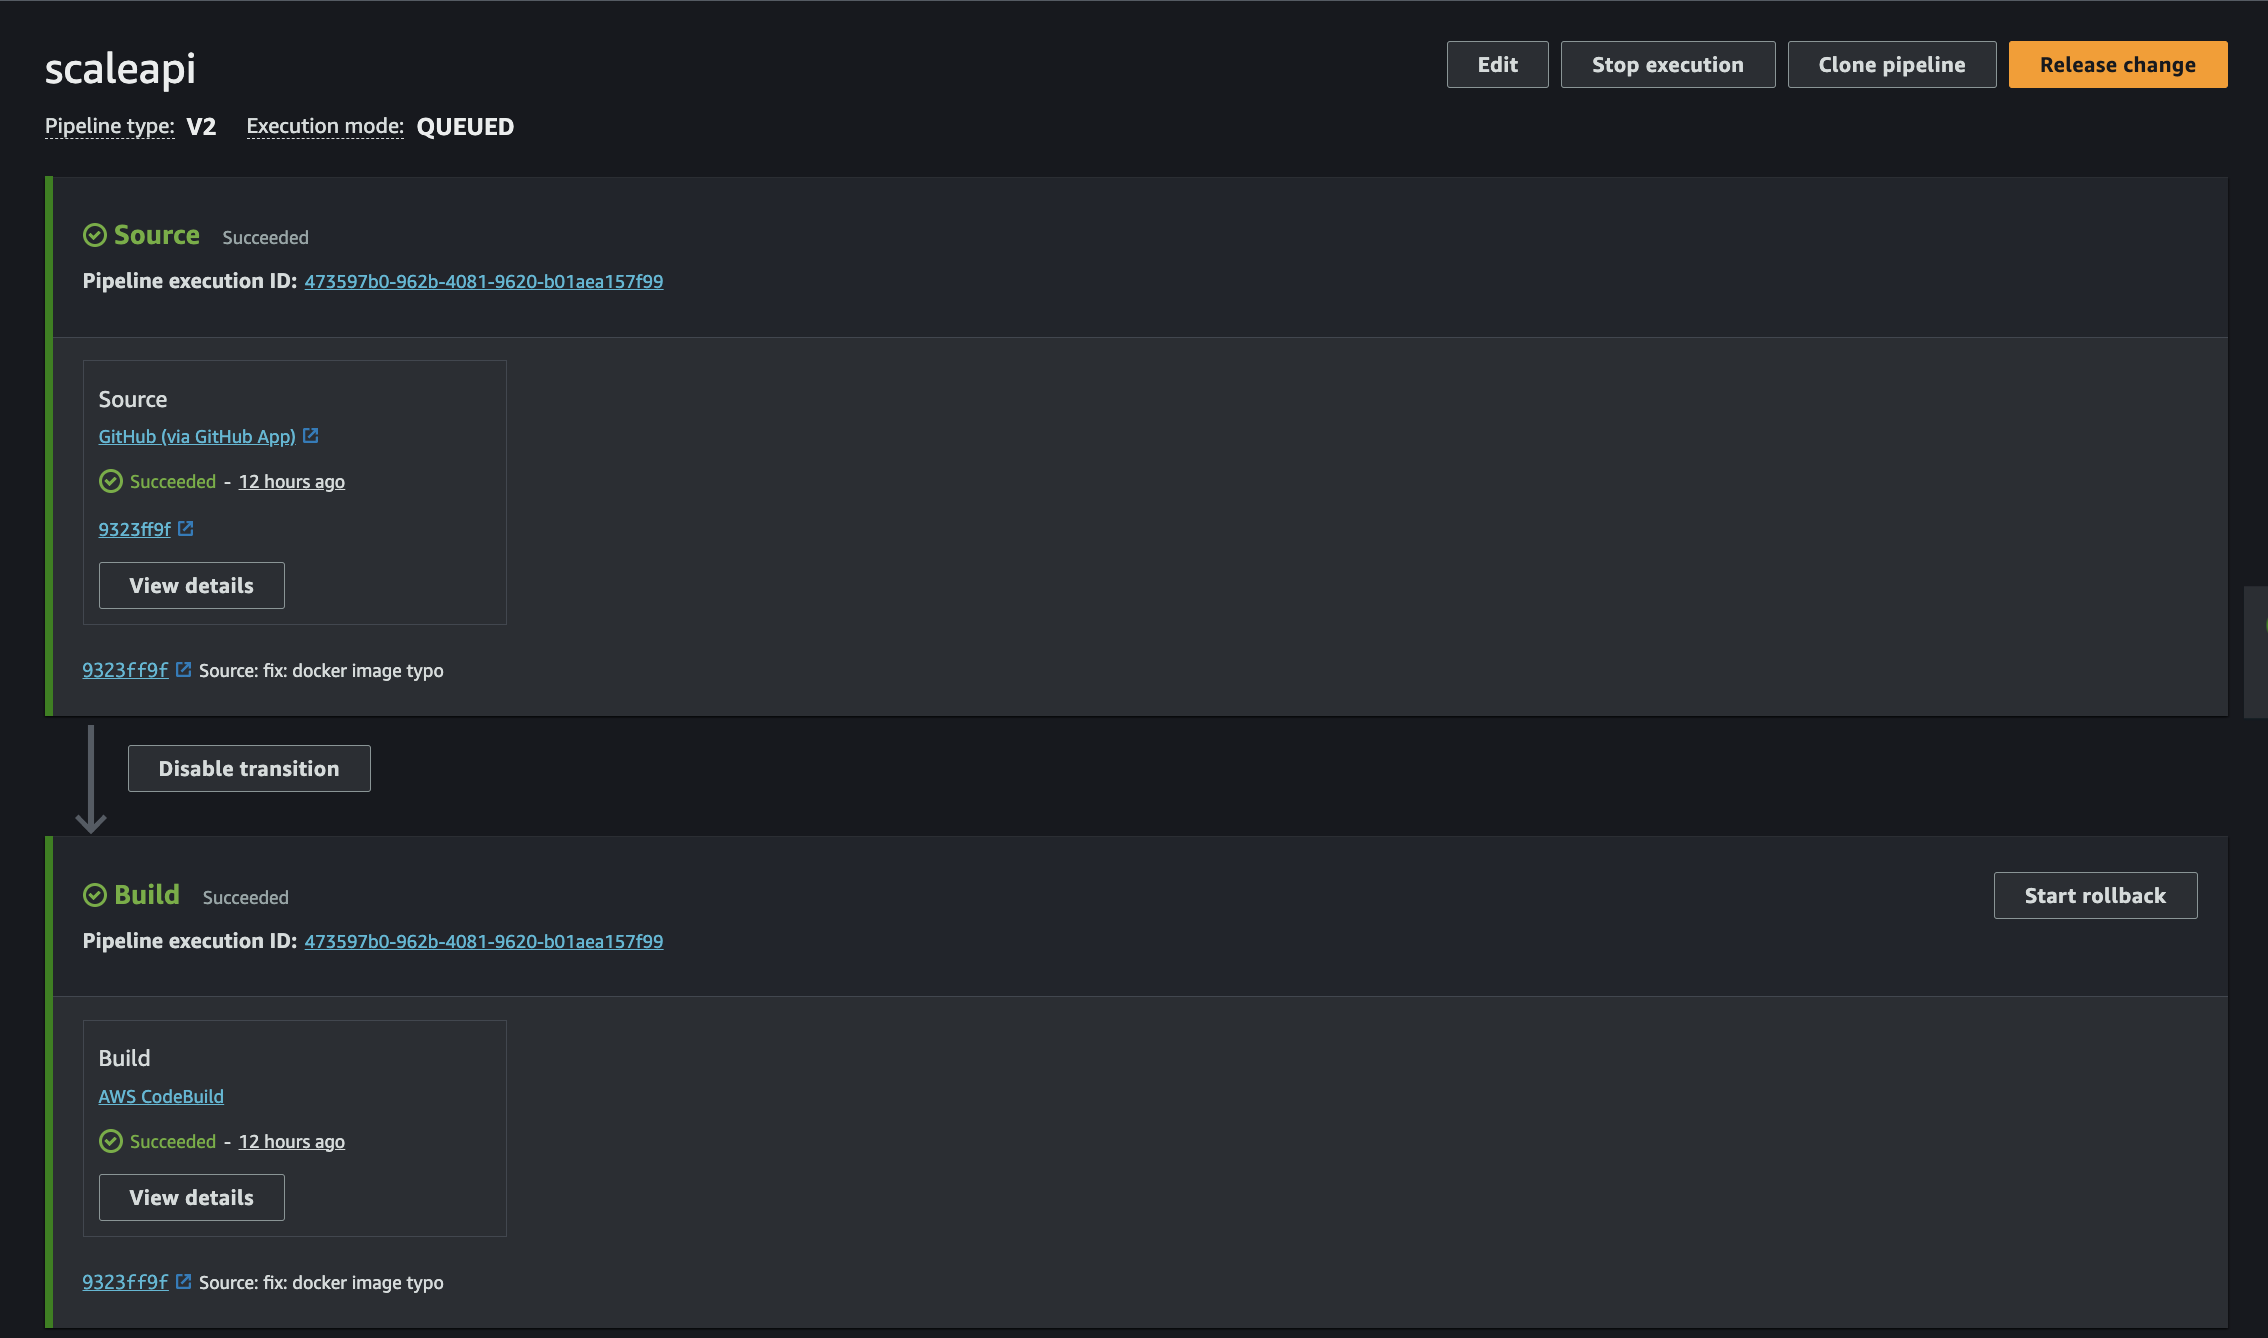 scaleapi
Edit
Stop execution
Clone pipeline
Release change
Pipeline type: V2 Execution mode: QUEUED
Source Succeeded
Pipeline execution ID: 473597b0-962b-4081-9620-b01aea157f99
Source
GitHub (via GitHub App)
Succeeded - 12 hours ago
9323ff9f
View details
9323ff9f Source: fix: docker image typo
Disable transition
Build Succeeded
Start rollback
Pipeline execution ID: 473597b0-962b-4081-9620-b01aea157f99
Build
AWS CodeBuild
Succeeded - 12 hours ago
View details
9323ff9f Source: fix: docker image typo